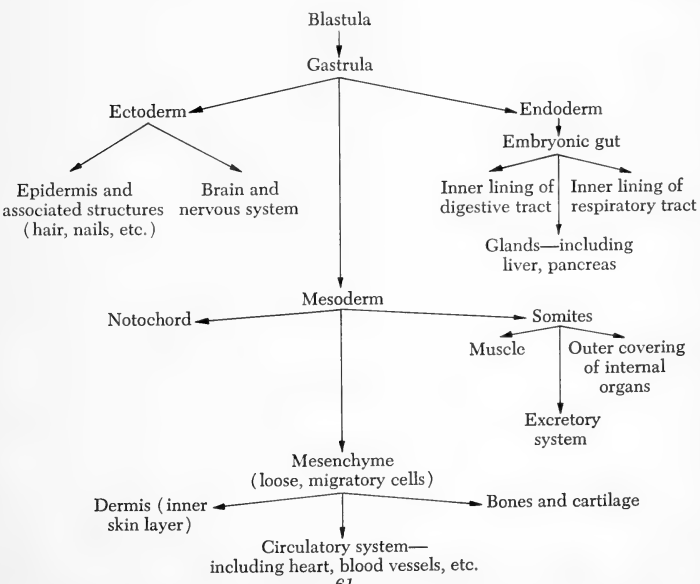 Blastula
Gastrula
Ectoderm
Endoderm
Embryonic gut
Epidermis and
associated structures
(hair, nails, etc.)
Brain and
nervous system
Inner lining of
digestive tract
Inner lining of
respiratory tract
Glands—including
liver, pancreas
Mesoderm
Notochord
Somites
Muscle
Outer covering
of internal
organs
Excretory
system
Mesenchyme
(loose, migratory cells)
Dermis (inner
skin layer)
Bones and cartilage
Circulatory system—
including heart, blood vessels, etc.